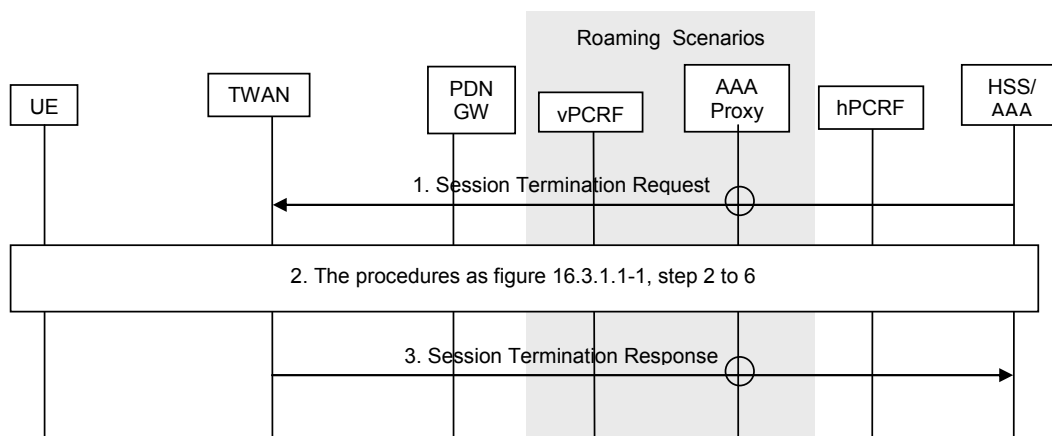 Roaming Scenarios
UE
TWAN
PDN
GW
vPCRF
AAA
Proxy
hPCRF
HSS/
AAA
1. Session Termination Request
2. The procedures as figure 16.3.1.1-1, step 2 to 6
3. Session Termination Response